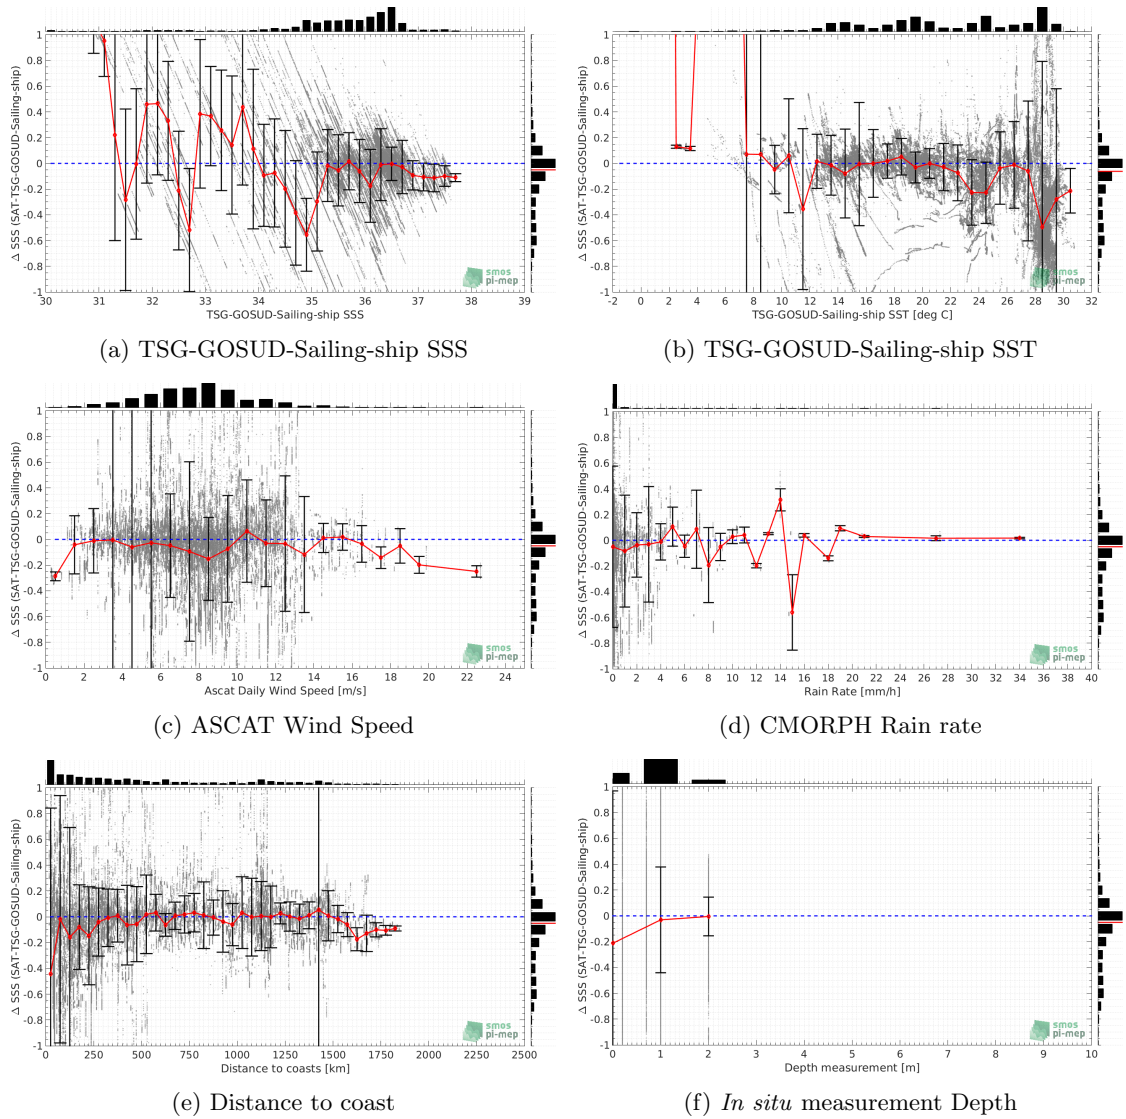 Δ SSS (SAT-TSG-GOSUD-Sailing-ship)
1
0.8
0.6
0.4
0.2
0
-0.2
-0.4
-0.6
-0.8
-1
30 31 32 33 34 35 36 37 38 39
TSG-GOSUD-Sailing-ship SSS
smos
pi-mep
(a) TSG-GOSUD-Sailing-ship SSS
Δ SSS (SAT-TSG-GOSUD-Sailing-ship)
1
0.8
0.6
0.4
0.2
0
-0.2
-0.4
-0.6
-0.8
-1
-2 0 2 4 6 8 10 12 14 16 18 20 22 24 26 28 30 32
TSG-GOSUD-Sailing-ship SST [deg C]
smos
pi-mep
(b) TSG-GOSUD-Sailing-ship SST
Δ SSS (SAT-TSG-GOSUD-Sailing-ship)
1
0.8
0.6
0.4
0.2
0
-0.2
-0.4
-0.6
-0.8
-1
0 2 4 6 8 10 12 14 16 18 20 22 24
Ascat Daily Wind Speed [m/s]
smos
pi-mep
(c) ASCAT Wind Speed
Δ SSS (SAT-TSG-GOSUD-Sailing-ship)
1
0.8
0.6
0.4
0.2
0
-0.2
-0.4
-0.6
-0.8
-1
0 2 4 6 8 10 12 14 16 18 20 22 24 26 28 30 32 34 36 38 40
Rain Rate [mm/h]
smos
pi-mep
(d) CMORPH Rain rate
Δ SSS (SAT-TSG-GOSUD-Sailing-ship)
1
0.8
0.6
0.4
0.2
0
-0.2
-0.4
-0.6
-0.8
-1
0 250 500 750 1000 1250 1500 1750 2000 2250 2500
Distance to coasts [km]
smos
pi-mep
(e) Distance to coast
Δ SSS (SAT-TSG-GOSUD-Sailing-ship)
1
0.8
0.6
0.4
0.2
0
-0.2
-0.4
-0.6
-0.8
-1
0 1 2 3 4 5 6 7 8 9 10
Depth measurement [m]
smos
pi-mep
(f) In situ measurement Depth